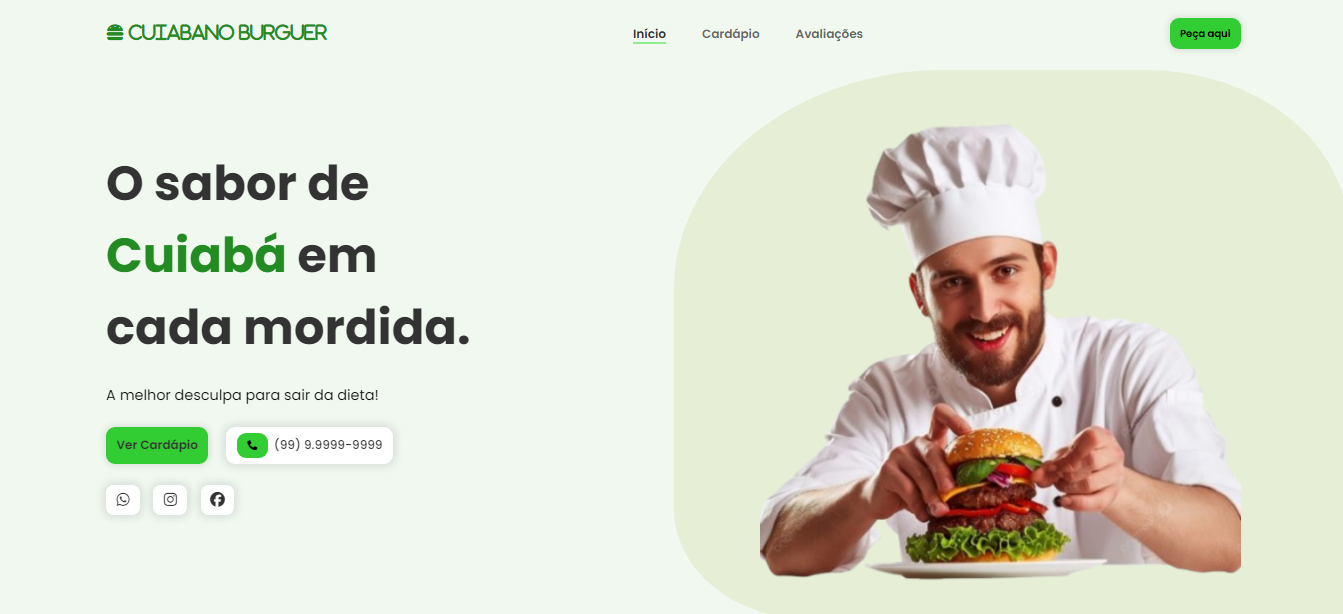 CUIABANO BURGUER
Início
Cardápio
Avaliações
Peça aqui
O sabor de
Cuiabá em
cada mordida.
A melhor desculpa para sair da dieta!
Ver Cardápio
(99) 9.9999-9999